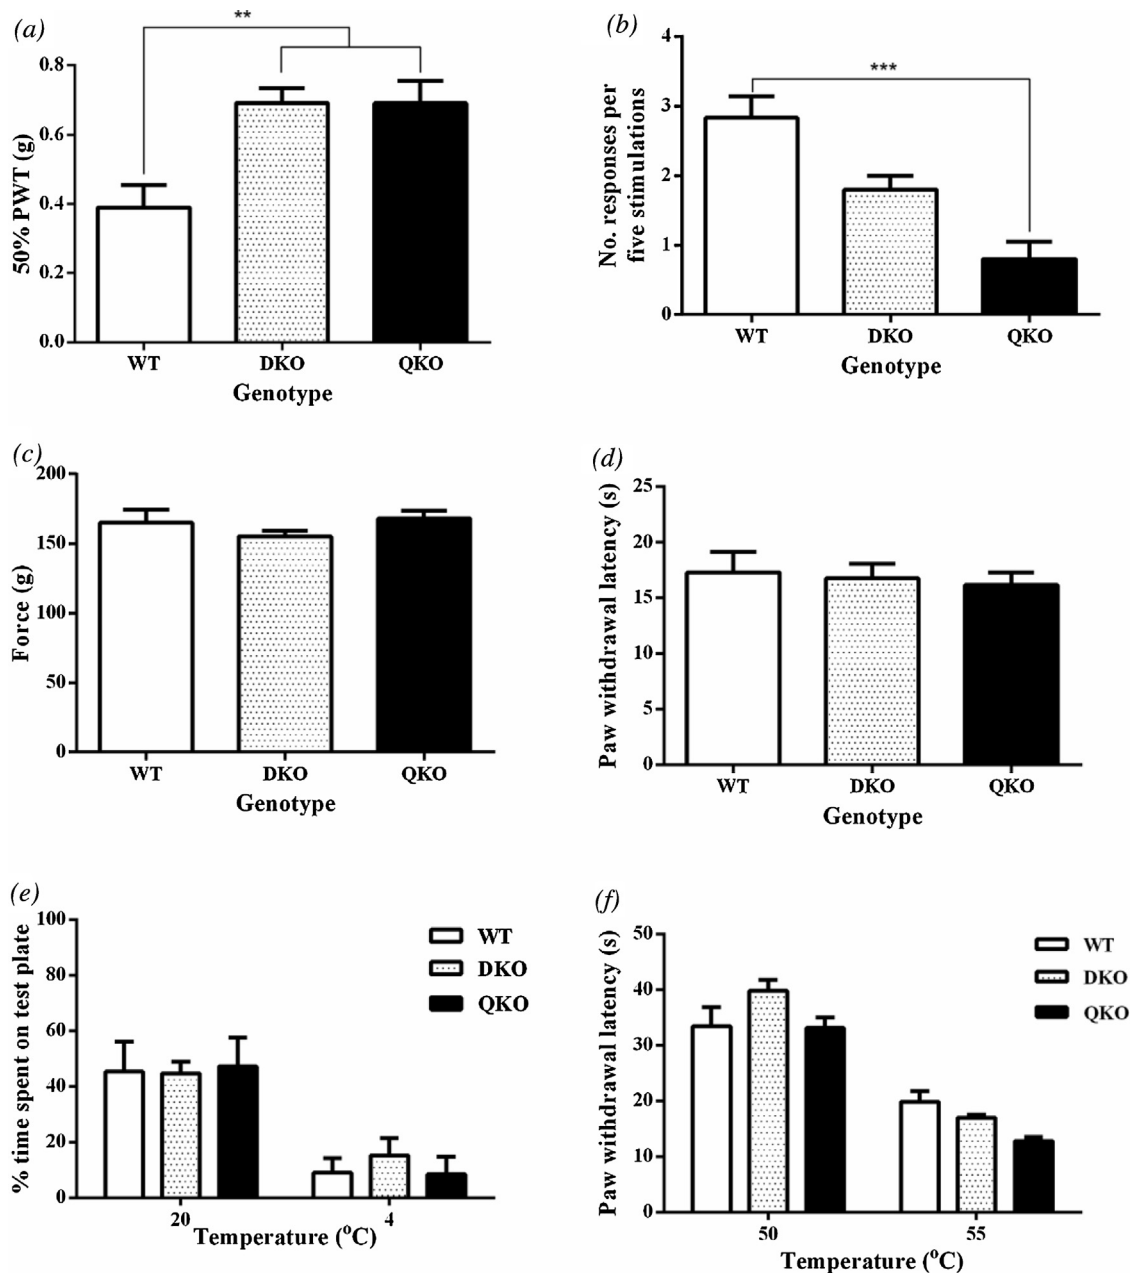 (a)
**
50% PWT (g)
0.8
0.6
0.4
0.2
0.0
WT DKO QKO
Genotype
(b)
***
No. responses per
five stimulations
4
3
2
1
0
WT DKO QKO
Genotype
(c)
Force (g)
200
150
100
50
0
WT DKO QKO
Genotype
(d)
Paw withdrawal latency (s)
25
20
15
10
5
0
WT DKO QKO
Genotype
(e)
% time spent on test plate
100
80
60
40
20
0
WT
DKO
QKO
20 4
Temperature (°C)
(f)
Paw withdrawal latency (s)
50
40
30
20
10
0
WT
DKO
QKO
50 55
Temperature (°C)